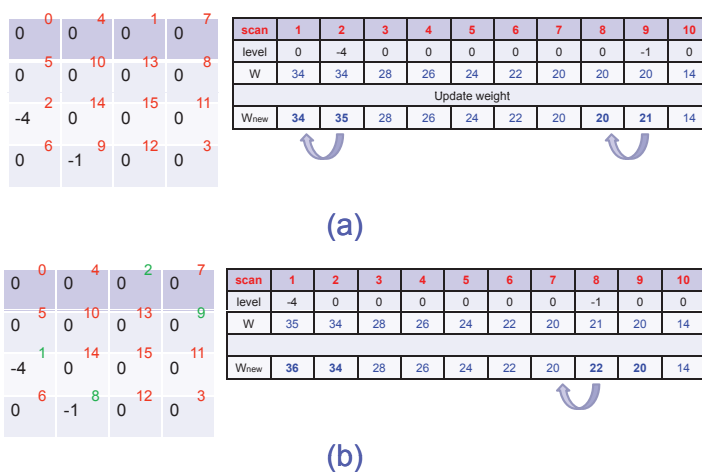 0 0 0 4 0 1 0 7
0 5 0 10 0 13 0 8
-4 2 0 14 0 15 0 11
0 6 -1 9 0 12 0 3
scan 1 2 3 4 5 6 7 8 9 10
level 0 -4 0 0 0 0 0 0 -1 0
W 34 34 28 26 24 22 20 20 20 14
Update weight
Wnew 34 35 28 26 24 22 20 20 21 14
(a)
0 0 0 4 0 2 0 7
0 5 0 10 0 13 0 9
-4 1 0 14 0 15 0 11
0 6 -1 8 0 12 0 3
scan 1 2 3 4 5 6 7 8 9 10
level -4 0 0 0 0 0 0 -1 0 0
W 35 34 28 26 24 22 20 21 20 14
Wnew 36 34 28 26 24 22 20 22 20 14
(b)